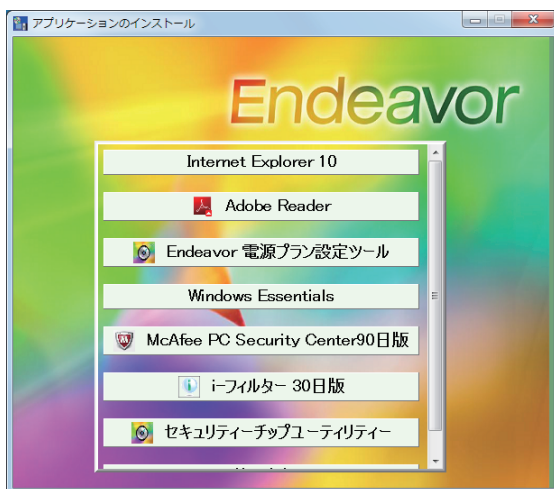 アプリケーションのインストール
Endeavor
Internet Explorer 10
Adobe Reader
Endeavor 電源プラン設定ツール
Windows Essentials
McAfee PC Security Center90日版
i-フィルター 30日版
セキュリティーチップユーティリティー